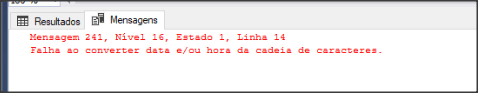 Resultados Mensagens
Mensagem 241, Nível 16, Estado 1, Linha 14
Falha ao converter data e/ou hora da cadeia de caracteres.